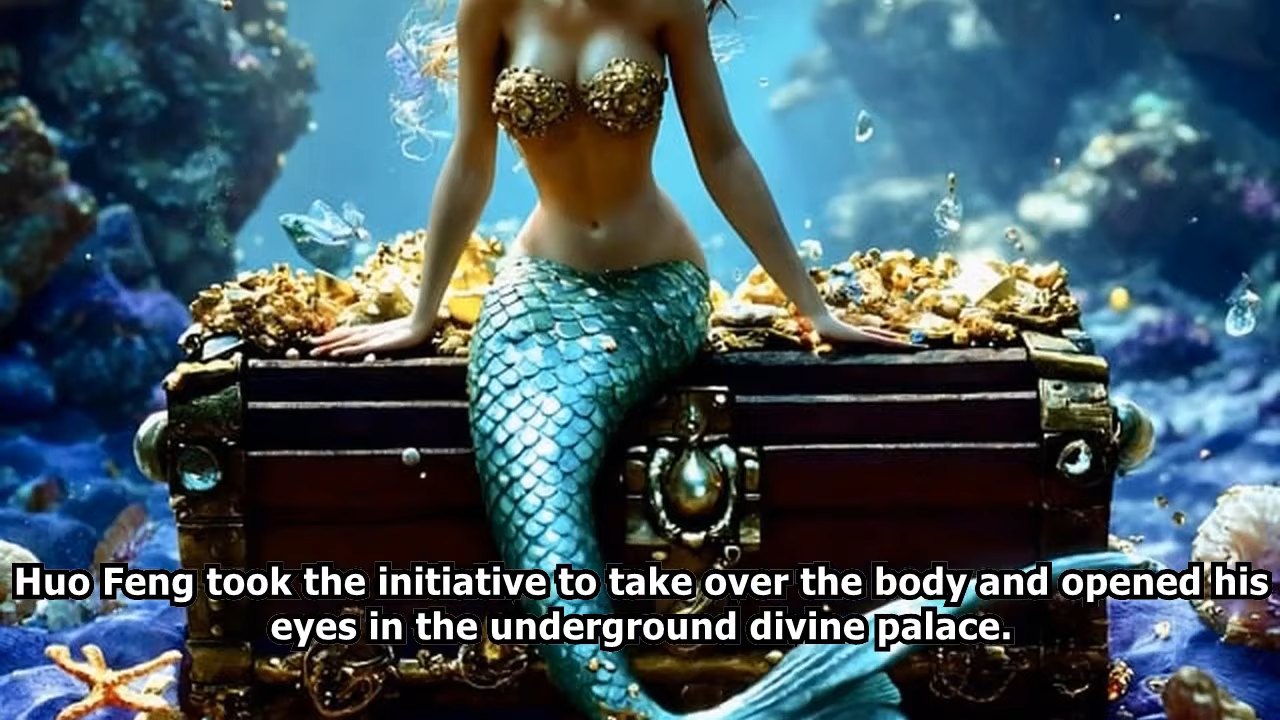 Huo Feng took the initiative to take over the body and opened his
eyes in the underground divine palace.